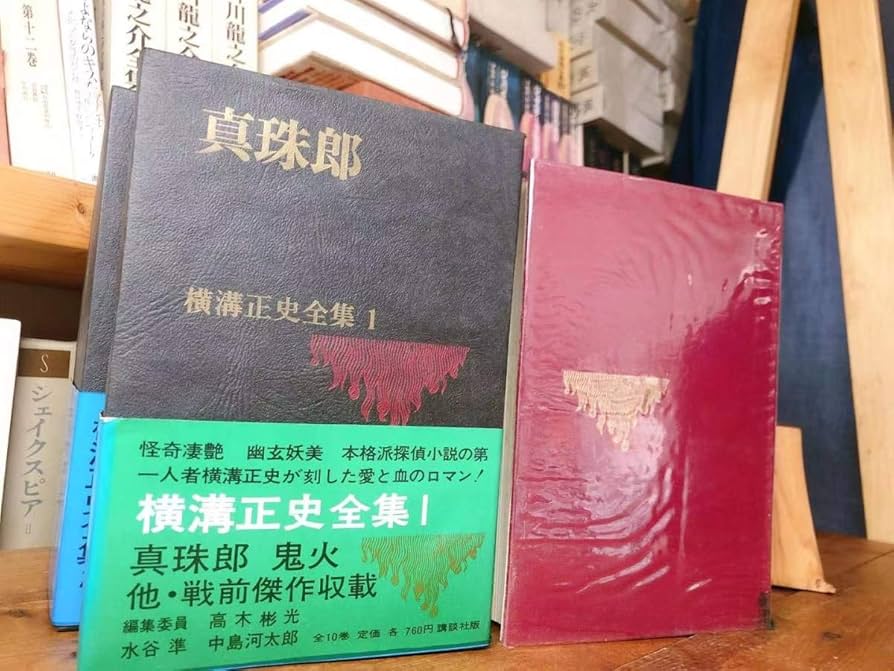 真珠郎
横溝正史全集 1
怪奇凄艶 幽玄妖美 本格派探偵小説の第
一人者横溝正史が刻した愛と血のロマン!
横溝正史全集 1
真珠郎 鬼火
他・戦前傑作収載
編集委員 高木彬光
水谷準 中島河太郎 全10巻 定価 各760円 講談社版
S
シェイクスピア
II
第十二巻